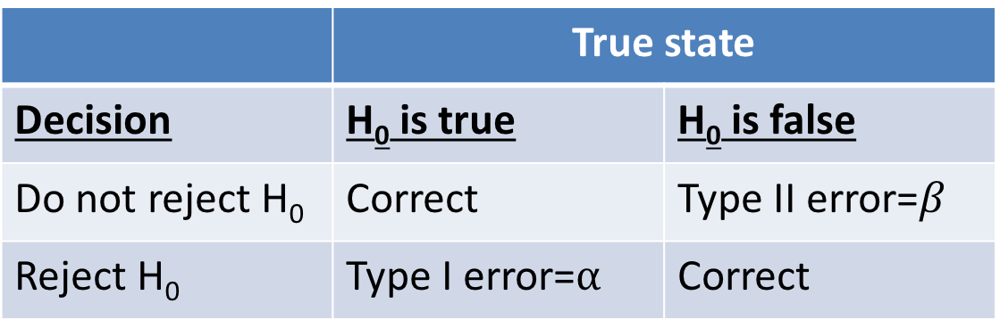 True state
Decision H₀ is true H₀ is false
Do not reject H₀ Correct Type II error=β
Reject H₀ Type I error=α Correct